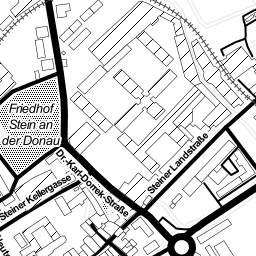 Friedhof
Stein an
der Donau
Dr.-Karl-Dorrek-Straße
Steiner Landstraße
Steiner Kellergasse